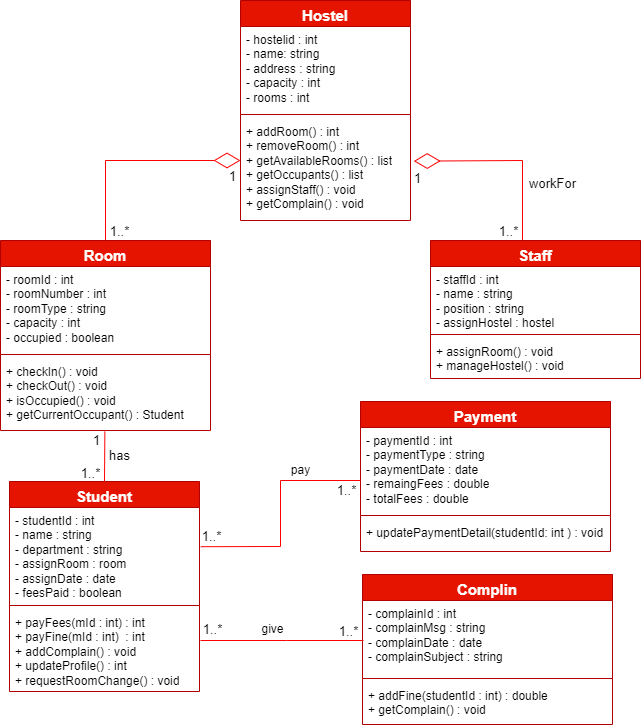 Hostel
- hostelid : int
- name: string
- address : string
- capacity : int
- rooms : int
+ addRoom() : int
+ removeRoom() : int
+ getAvailableRooms() : list
+ getOccupants() : list
+ assignStaff() : void
+ getComplain() : void
1
1
workFor
1..*
1..*
Room
- roomId : int
- roomNumber : int
- roomType : string
- capacity : int
- occupied : boolean
+ checkIn() : void
+ checkOut() : void
+ isOccupied() : void
+ getCurrentOccupant() : Student
Staff
- staffId : int
- name : string
- position : string
- assignHostel : hostel
+ assignRoom() : void
+ manageHostel() : void
1
has
1..*
Student
- studentId : int
- name : string
- department : string
- assignRoom : room
- assignDate : date
- feesPaid : boolean
+ payFees(mId : int) : int
+ payFine(mId : int) : int
+ addComplain() : void
+ updateProfile() : int
+ requestRoomChange() : void
pay
1..*
1..*
Payment
- paymentId : int
- paymentType : string
- paymentDate : date
- remaingFees : double
- totalFees : double
+ updatePaymentDetail(studentId: int ) : void
1..*
give
1..*
Complin
- complainId : int
- complainMsg : string
- complainDate : date
- complainSubject : string
+ addFine(studentId : int) : double
+ getComplain() : void